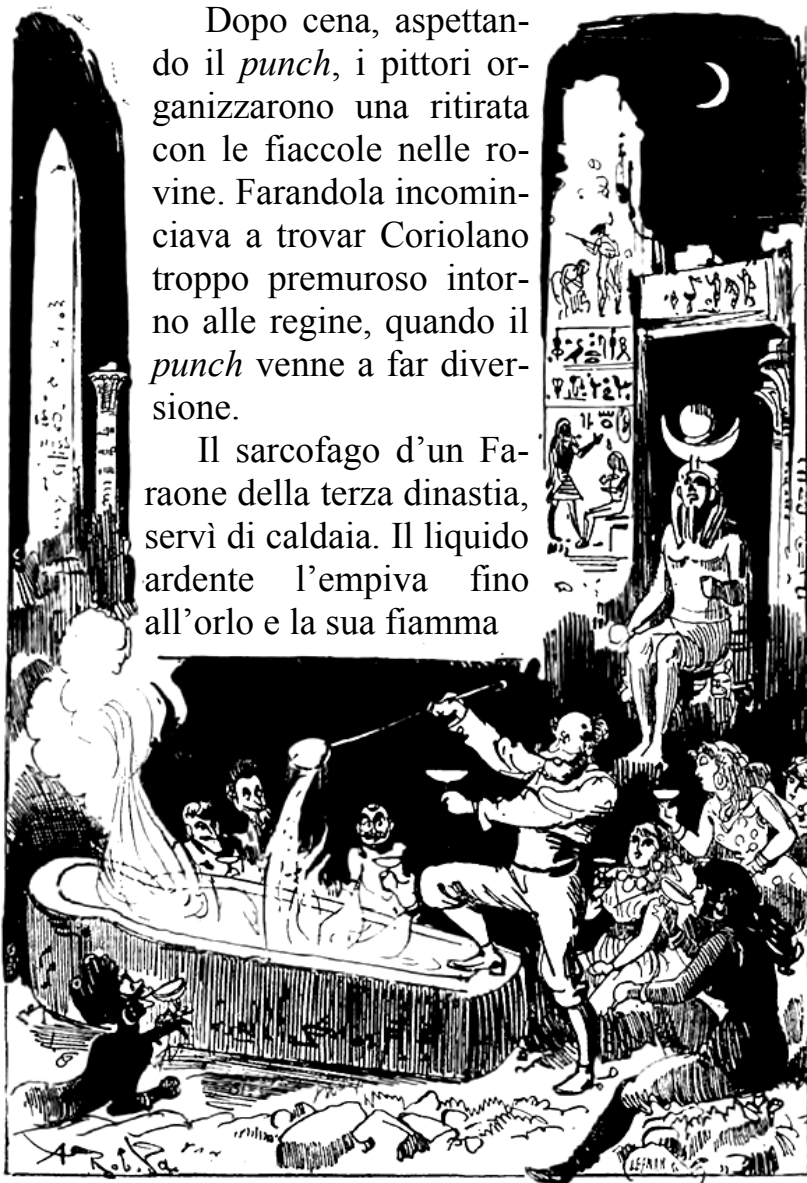 Dopo cena, aspettan-
do il punch, i pittori or-
ganizzarono una ritirata
con le fiaccole nelle ro-
vine. Farandola incomin-
ciava a trovar Coriolano
troppo premuroso intor-
no alle regine, quando il
punch venne a far diver-
sione.
Il sarcofago d’un Fa-
raone della terza dinastia,
servì di caldaia. Il liquido
ardente l’empiva fino
all’orlo e la sua fiamma